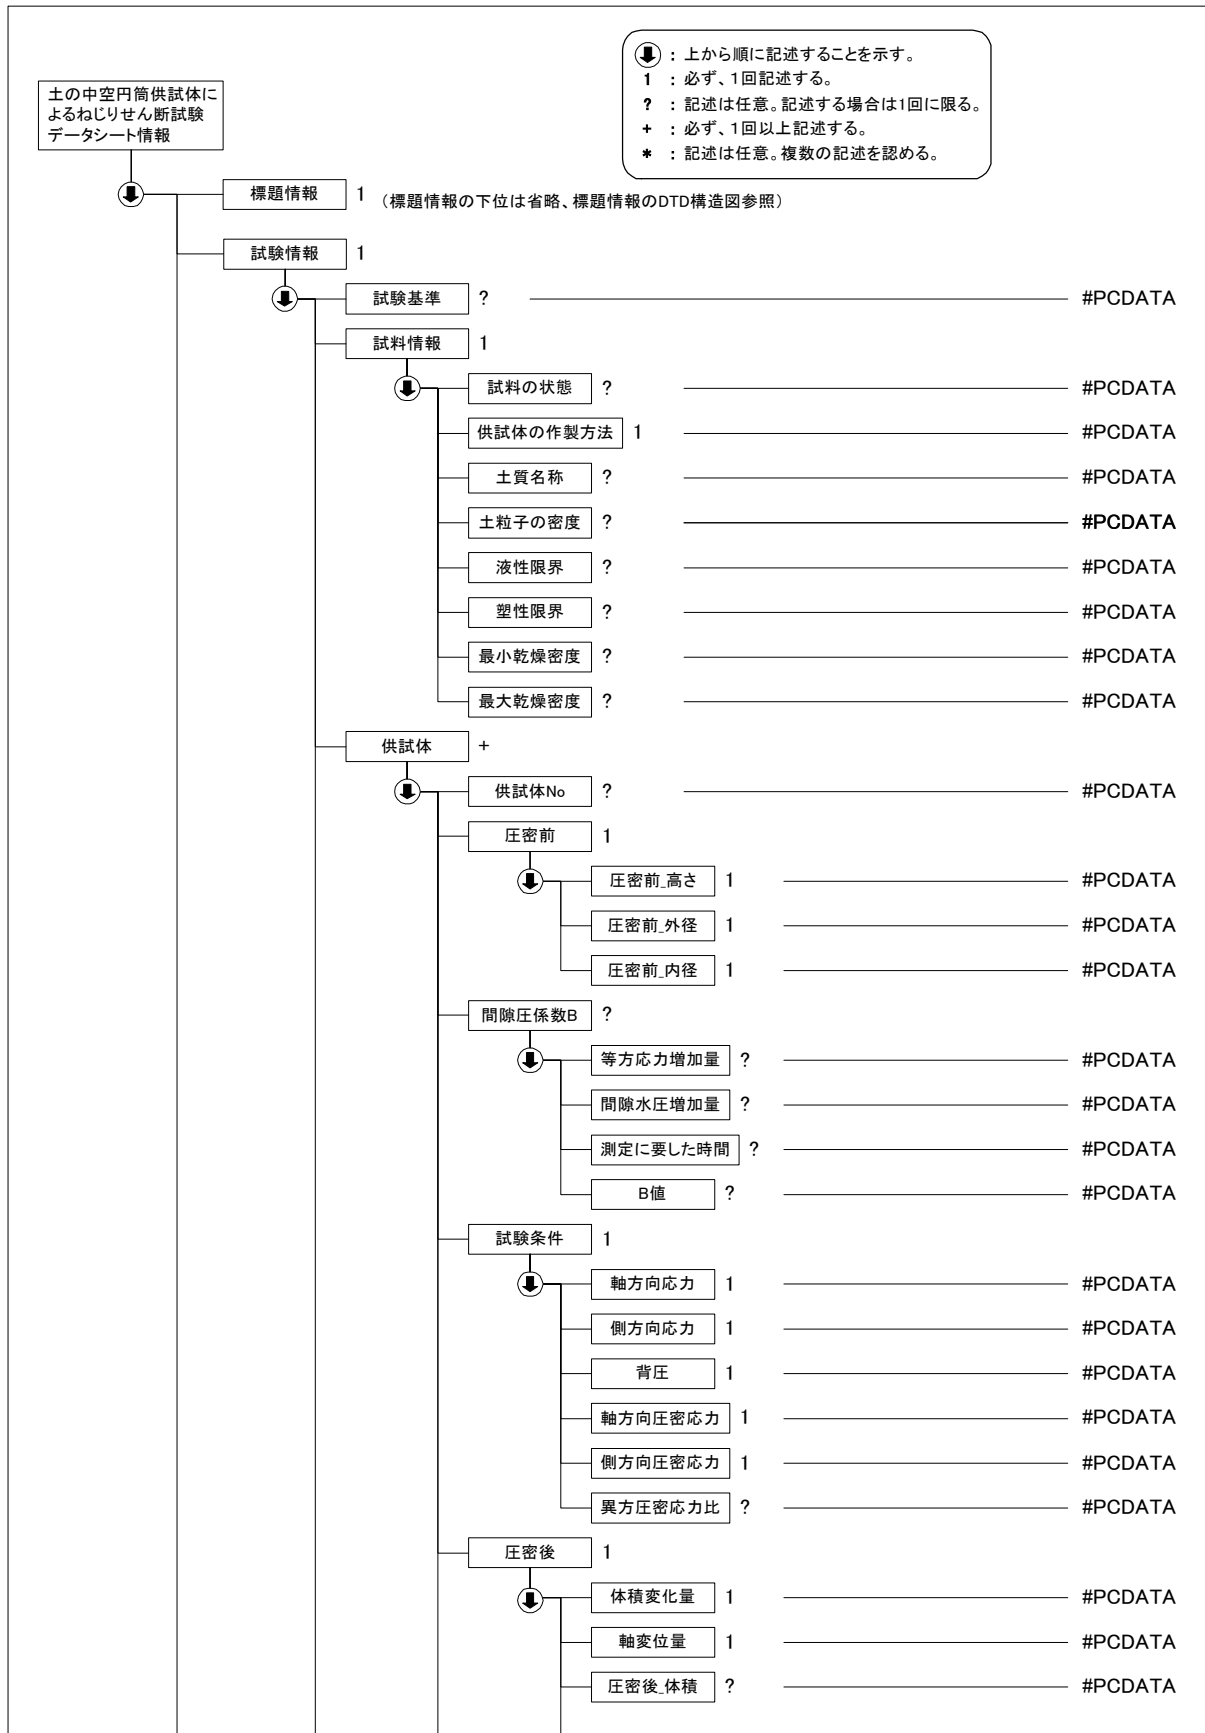 ：上から順に記述することを示す。
1 ：必ず、1回記述する。
? ：記述は任意。記述する場合は1回に限る。
+ ：必ず、1回以上記述する。
* ：記述は任意。複数の記述を認める。
土の中空円筒供試体に
よるねじりせん断試験
データシート情報
標題情報 1 （標題情報の下位は省略、標題情報のDTD構造図参照）
試験情報 1
試験基準 ? #PCDATA
試料情報 1
試料の状態 ? #PCDATA
供試体の作製方法 1 #PCDATA
土質名称 ? #PCDATA
土粒子の密度 ? #PCDATA
液性限界 ? #PCDATA
塑性限界 ? #PCDATA
最小乾燥密度 ? #PCDATA
最大乾燥密度 ? #PCDATA
供試体 +
供試体No ? #PCDATA
圧密前 1
圧密前_高さ 1 #PCDATA
圧密前_外径 1 #PCDATA
圧密前_内径 1 #PCDATA
間隙圧係数B ?
等方応力増加量 ? #PCDATA
間隙水圧増加量 ? #PCDATA
測定に要した時間 ? #PCDATA
B値 ? #PCDATA
試験条件 1
軸方向応力 1 #PCDATA
側方向応力 1 #PCDATA
背圧 1 #PCDATA
軸方向圧密応力 1 #PCDATA
側方向圧密応力 1 #PCDATA
異方圧密応力比 ? #PCDATA
圧密後 1
体積変化量 1 #PCDATA
軸変位量 1 #PCDATA
圧密後_体積 ? #PCDATA